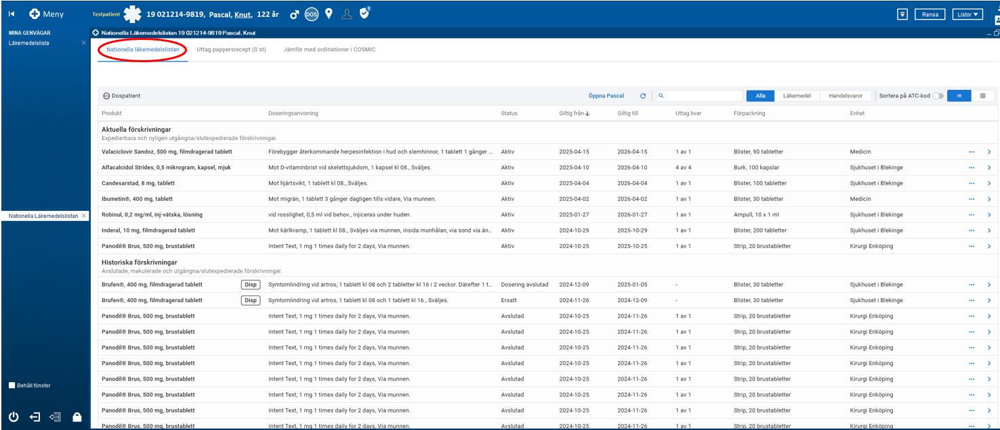 Meny Testpatient 19 021214-9819, Pascal, Knut, 122 år DOS 1 Rensa Listor
MINA GENVÄGAR
Läkemedelslista
Nationella Läkemedelslistan
Behåll fönster
Nationella Läkemedelslistan 19 021214-9819 Pascal, Knut
Nationella läkemedelslistan Uttag pappersrecept (0 st) Jämför med ordinationer i COSMIC
Dospatient Öppna Pascal Alla Läkemedel Handelsvaror Sortera på ATC-kod
Produkt Doseringsanvisning Status Giltig från Giltig till Uttag kvar Förpackning Enhet
Aktuella förskrivningar
Expedierbara och nyligen utgångna/slutexpedierade förskrivningar.
Valaciclovir Sandoz, 500 mg, filmdragerad tablett Förebygger återkommande herpesinfektion i hud och slemhinnor, 1 tablett 1 gånger ... Aktiv 2025-04-15 2026-04-15 1 av 1 Blister, 90 tabletter Medicin
Alfacalcidol Strides, 0,5 mikrogram, kapsel, mjuk Mot D-vitaminbrist vid skelettsjukdom, 1 kapsel kl 08., Sväljes. Aktiv 2025-04-10 2026-04-10 4 av 4 Burk, 100 kapslar Sjukhuset i Blekinge
Candesarstad, 8 mg, tablett Mot hjärtsvikt, 1 tablett kl 08., Sväljes. Aktiv 2025-04-04 2026-04-04 1 av 1 Blister, 100 tabletter Sjukhuset i Blekinge
Ibumetin®, 400 mg, tablett Mot migrän, 1 tablett 3 gånger dagligen tills vidare, Via munnen. Aktiv 2025-04-02 2026-04-02 1 av 1 Blister, 30 tabletter Medicin
Robinul, 0,2 mg/ml, inj-vätska, lösning vid rosslighet, 0,5 ml vid behov., Injiceras under huden. Aktiv 2025-01-27 2026-01-27 1 av 1 Ampull, 10 x 1 ml Sjukhuset i Blekinge
Inderal, 10 mg, filmdragerad tablett Mot kärlkramp, 1 tablett kl 08., Sväljes via munnen, insida munhålan, via sond via än... Aktiv 2024-10-29 2025-10-29 1 av 1 Blister, 200 tabletter Sjukhuset i Blekinge
Panodil® Brus, 500 mg, brustablett Intent Text, 1 mg 1 times daily for 2 days, Via munnen. Aktiv 2024-10-25 2025-10-25 1 av 1 Strip, 20 brustabletter Kirurgi Enköping
Historiska förskrivningar
Avslutade, makulerade och utgångna/slutexpedierade förskrivningar.
Brufen®, 400 mg, filmdragerad tablett Disp Symtomlindring vid artros, 1 tablett kl 08 och 2 tabletter kl 16 i 2 veckor. Därefter 1 t... Dosering avslutad 2024-12-09 2025-01-05 - Blister, 30 tabletter Sjukhuset i Blekinge
Brufen®, 400 mg, filmdragerad tablett Disp Symtomlindring vid artros, 1 tablett kl 08 och 1 tablett kl 16., Sväljes. Ersatt 2024-11-26 2024-12-09 - Blister, 30 tabletter Sjukhuset i Blekinge
Panodil® Brus, 500 mg, brustablett Intent Text, 1 mg 1 times daily for 2 days, Via munnen. Avslutad 2024-10-25 2024-11-26 1 av 1 Strip, 20 brustabletter Kirurgi Enköping
Panodil® Brus, 500 mg, brustablett Intent Text, 1 mg 1 times daily for 2 days, Via munnen. Avslutad 2024-10-25 2024-11-26 1 av 1 Strip, 20 brustabletter Kirurgi Enköping
Panodil® Brus, 500 mg, brustablett Intent Text, 1 mg 1 times daily for 2 days, Via munnen. Avslutad 2024-10-25 2024-11-26 1 av 1 Strip, 20 brustabletter Kirurgi Enköping
Panodil® Brus, 500 mg, brustablett Intent Text, 1 mg 1 times daily for 2 days, Via munnen. Avslutad 2024-10-25 2024-11-26 1 av 1 Strip, 20 brustabletter Kirurgi Enköping
Panodil® Brus, 500 mg, brustablett Intent Text, 1 mg 1 times daily for 2 days, Via munnen. Avslutad 2024-10-25 2024-11-26 1 av 1 Strip, 20 brustabletter Kirurgi Enköping
Panodil® Brus, 500 mg, brustablett Intent Text, 1 mg 1 times daily for 2 days, Via munnen. Avslutad 2024-10-25 2024-11-26 1 av 1 Strip, 20 brustabletter Kirurgi Enköping
Panodil® Brus, 500 mg, brustablett Intent Text, 1 mg 1 times daily for 2 days, Via munnen. Avslutad 2024-10-25 2024-11-26 1 av 1 Strip, 20 brustabletter Kirurgi Enköping
Panodil® Brus, 500 mg, brustablett Intent Text, 1 mg 1 times daily for 2 days, Via munnen. Avslutad 2024-10-25 2024-11-26 1 av 1 Strip, 20 brustabletter Kirurgi Enköping